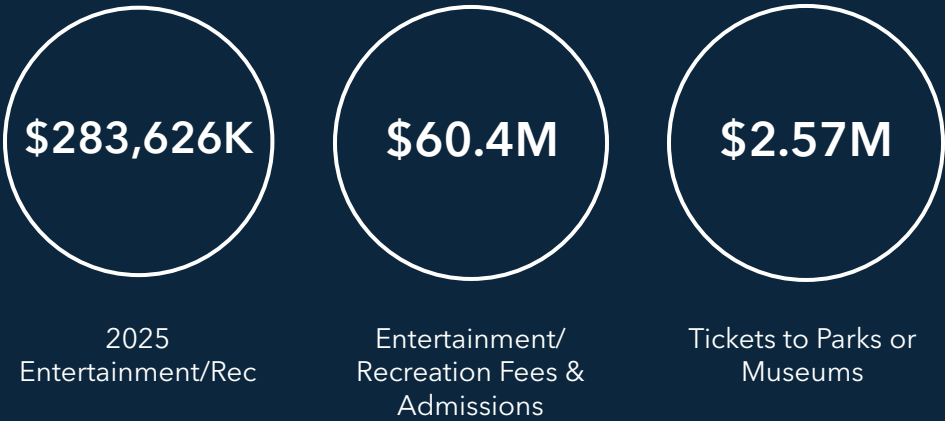 $283,626K
$60.4M
$2.57M
2025
Entertainment/Rec
Entertainment/
Recreation Fees &
Admissions
Tickets to Parks or
Museums